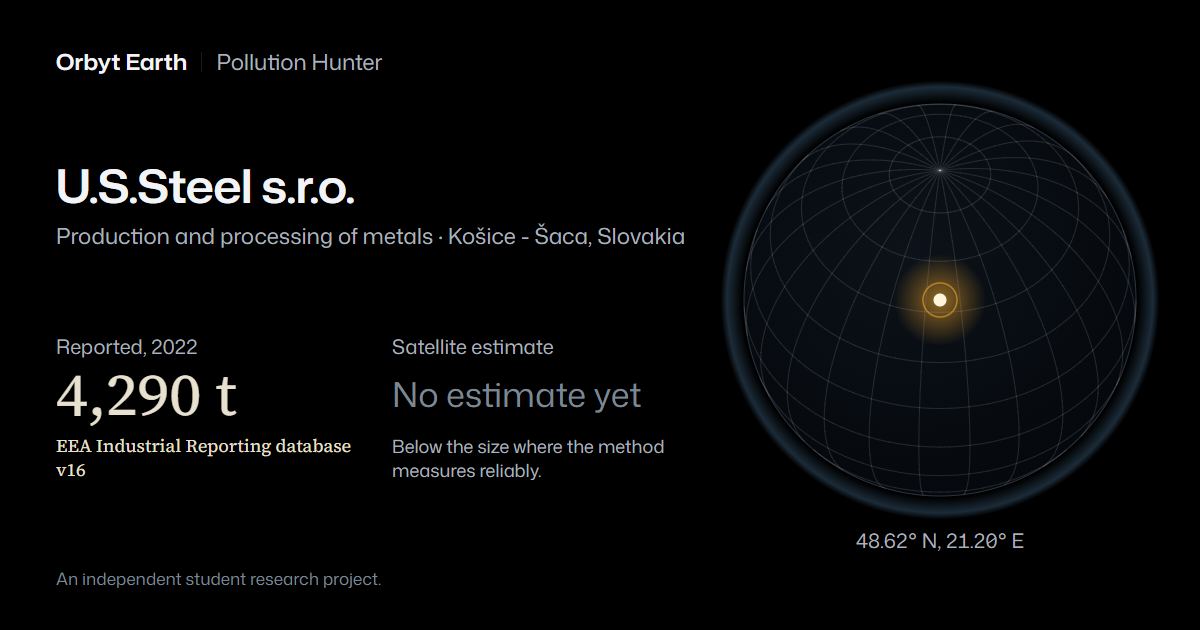 Orbyt Earth | Pollution Hunter
U.S.Steel s.r.o.
Production and processing of metals · Košice - Šaca, Slovakia
Reported, 2022
4,290 t
EEA Industrial Reporting database
v16
Satellite estimate
No estimate yet
Below the size where the method
measures reliably.
48.62° N, 21.20° E
An independent student research project.